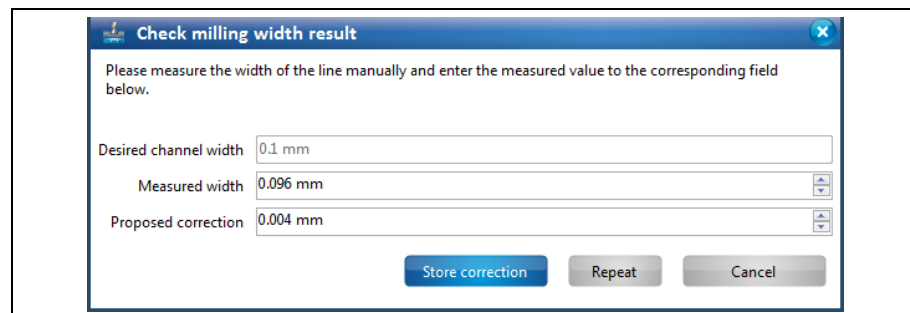 Check milling width result
Please measure the width of the line manually and enter the measured value to the corresponding field
below.
Desired channel width 0.1 mm
Measured width 0.096 mm
Proposed correction 0.004 mm
Store correction Repeat Cancel